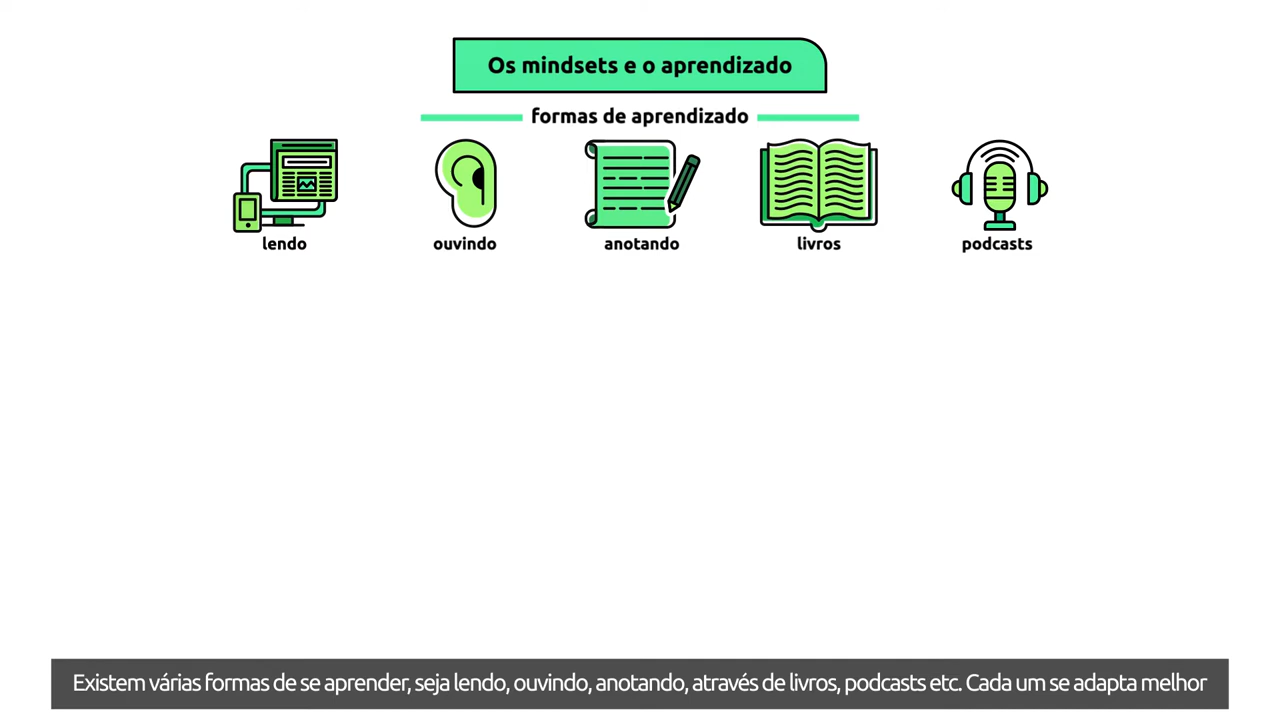 Os mindsets e o aprendizado
formas de aprendizado
lendo
ouvindo
anotando
livros
podcasts
Existem várias formas de se aprender, seja lendo, ouvindo, anotando, através de livros, podcasts etc. Cada um se adapta melhor